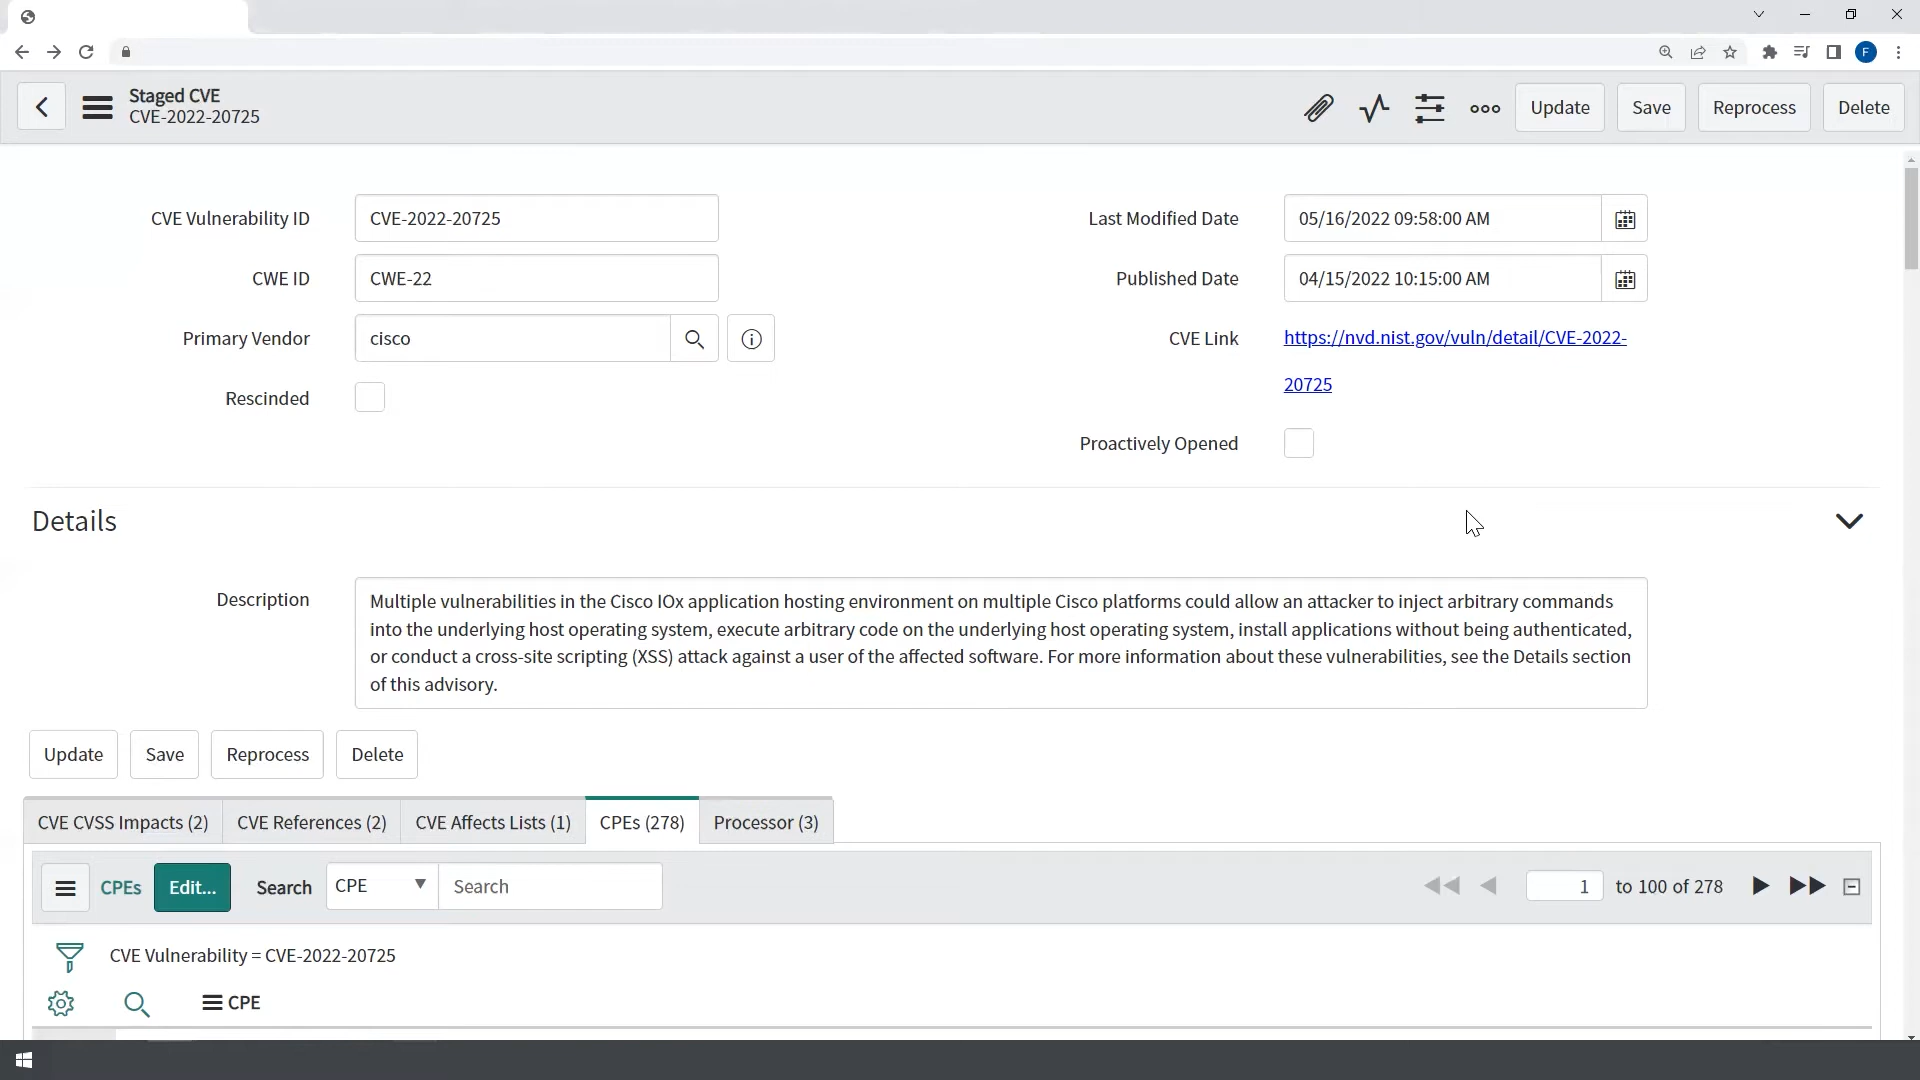 F
Staged CVE
CVE-2022-20725
Update
Save
Reprocess
Delete
CVE Vulnerability ID
CVE-2022-20725
Last Modified Date
05/16/2022 09:58:00 AM
CWE ID
CWE-22
Published Date
04/15/2022 10:15:00 AM
Primary Vendor
cisco
CVE Link
https://nvd.nist.gov/vuln/detail/CVE-2022-
20725
Rescinded
Proactively Opened
Details
Description
Multiple vulnerabilities in the Cisco IOx application hosting environment on multiple Cisco platforms could allow an attacker to inject arbitrary commands
into the underlying host operating system, execute arbitrary code on the underlying host operating system, install applications without being authenticated,
or conduct a cross-site scripting (XSS) attack against a user of the affected software. For more information about these vulnerabilities, see the Details section
of this advisory.
Update
Save
Reprocess
Delete
CVE CVSS Impacts (2)
CVE References (2)
CVE Affects Lists (1)
CPEs (278)
Processor (3)
CPEs
Edit...
Search
CPE
Search
1
to 100 of 278
CVE Vulnerability = CVE-2022-20725
CPE